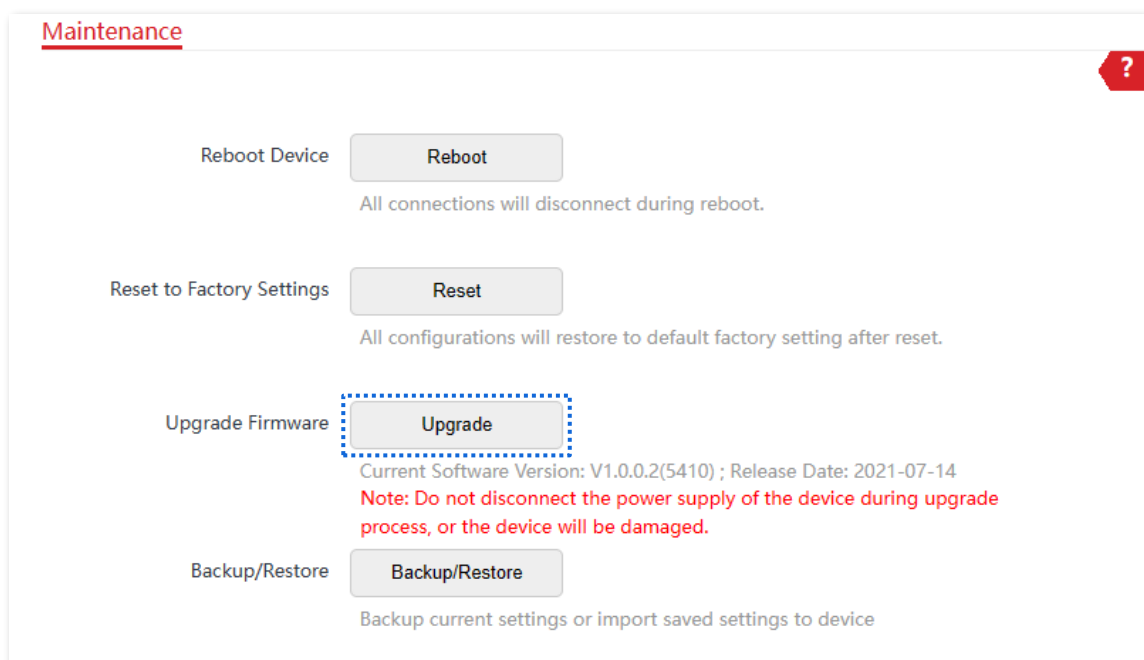 Maintenance
?
Reboot Device Reboot
All connections will disconnect during reboot.
Reset to Factory Settings Reset
All configurations will restore to default factory setting after reset.
Upgrade Firmware Upgrade
Current Software Version: V1.0.0.2(5410) ; Release Date: 2021-07-14
Note: Do not disconnect the power supply of the device during upgrade
process, or the device will be damaged.
Backup/Restore Backup/Restore
Backup current settings or import saved settings to device